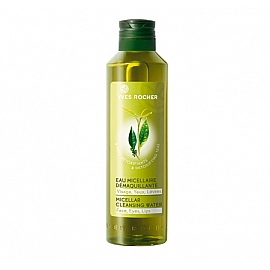 YVES ROCHER
EAU MICELLAIRE
DÉMAQUILLANTE
Visage, Yeux, Lèvres
MICELLAR
CLEANSING WATER
Face, Eyes, Lips